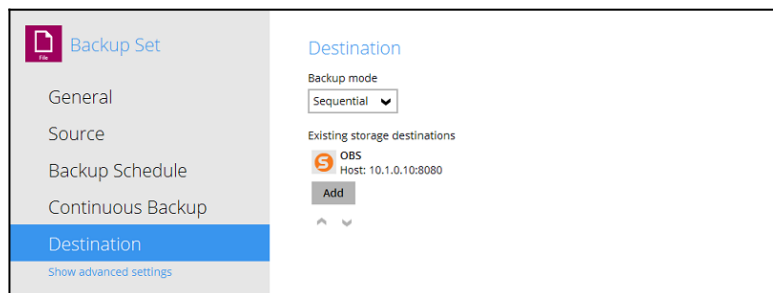 File
Backup Set
General
Source
Backup Schedule
Continuous Backup
Destination
Show advanced settings
Destination
Backup mode
Sequential
Existing storage destinations
OBS
Host: 10.1.0.10:8080
Add